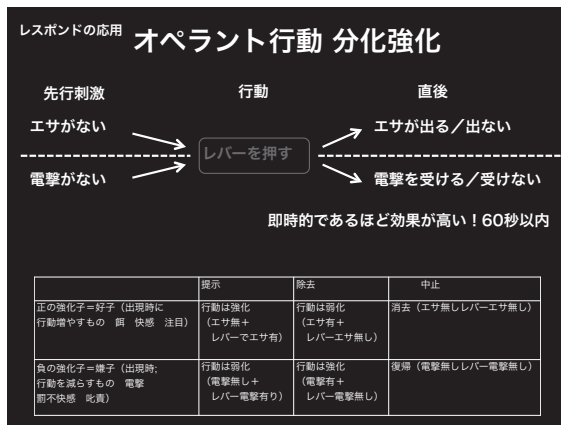 レスポンドの応用
オペラント行動 分化強化
先行刺激 行動 直後
エサがない
レバーを押す
エサが出る／出ない
電撃がない
電撃を受ける／受けない
即時的であるほど効果が高い！60秒以内
提示 除去 中止
正の強化子＝好子（出現時に
行動増やすもの 餌 快感 注目）
行動は強化
（エサ無＋
レバーでエサ有）
行動は弱化
（エサ有＋
レバーエサ無し）
消去（エサ無しレバーエサ無し）
負の強化子＝嫌子（出現時;
行動を減らすもの 電撃
罰不快感 叱責）
行動は弱化
（電撃無し＋
レバー電撃有り）
行動は強化
（電撃有＋
レバー電撃無し）
復帰（電撃無しレバー電撃無し）